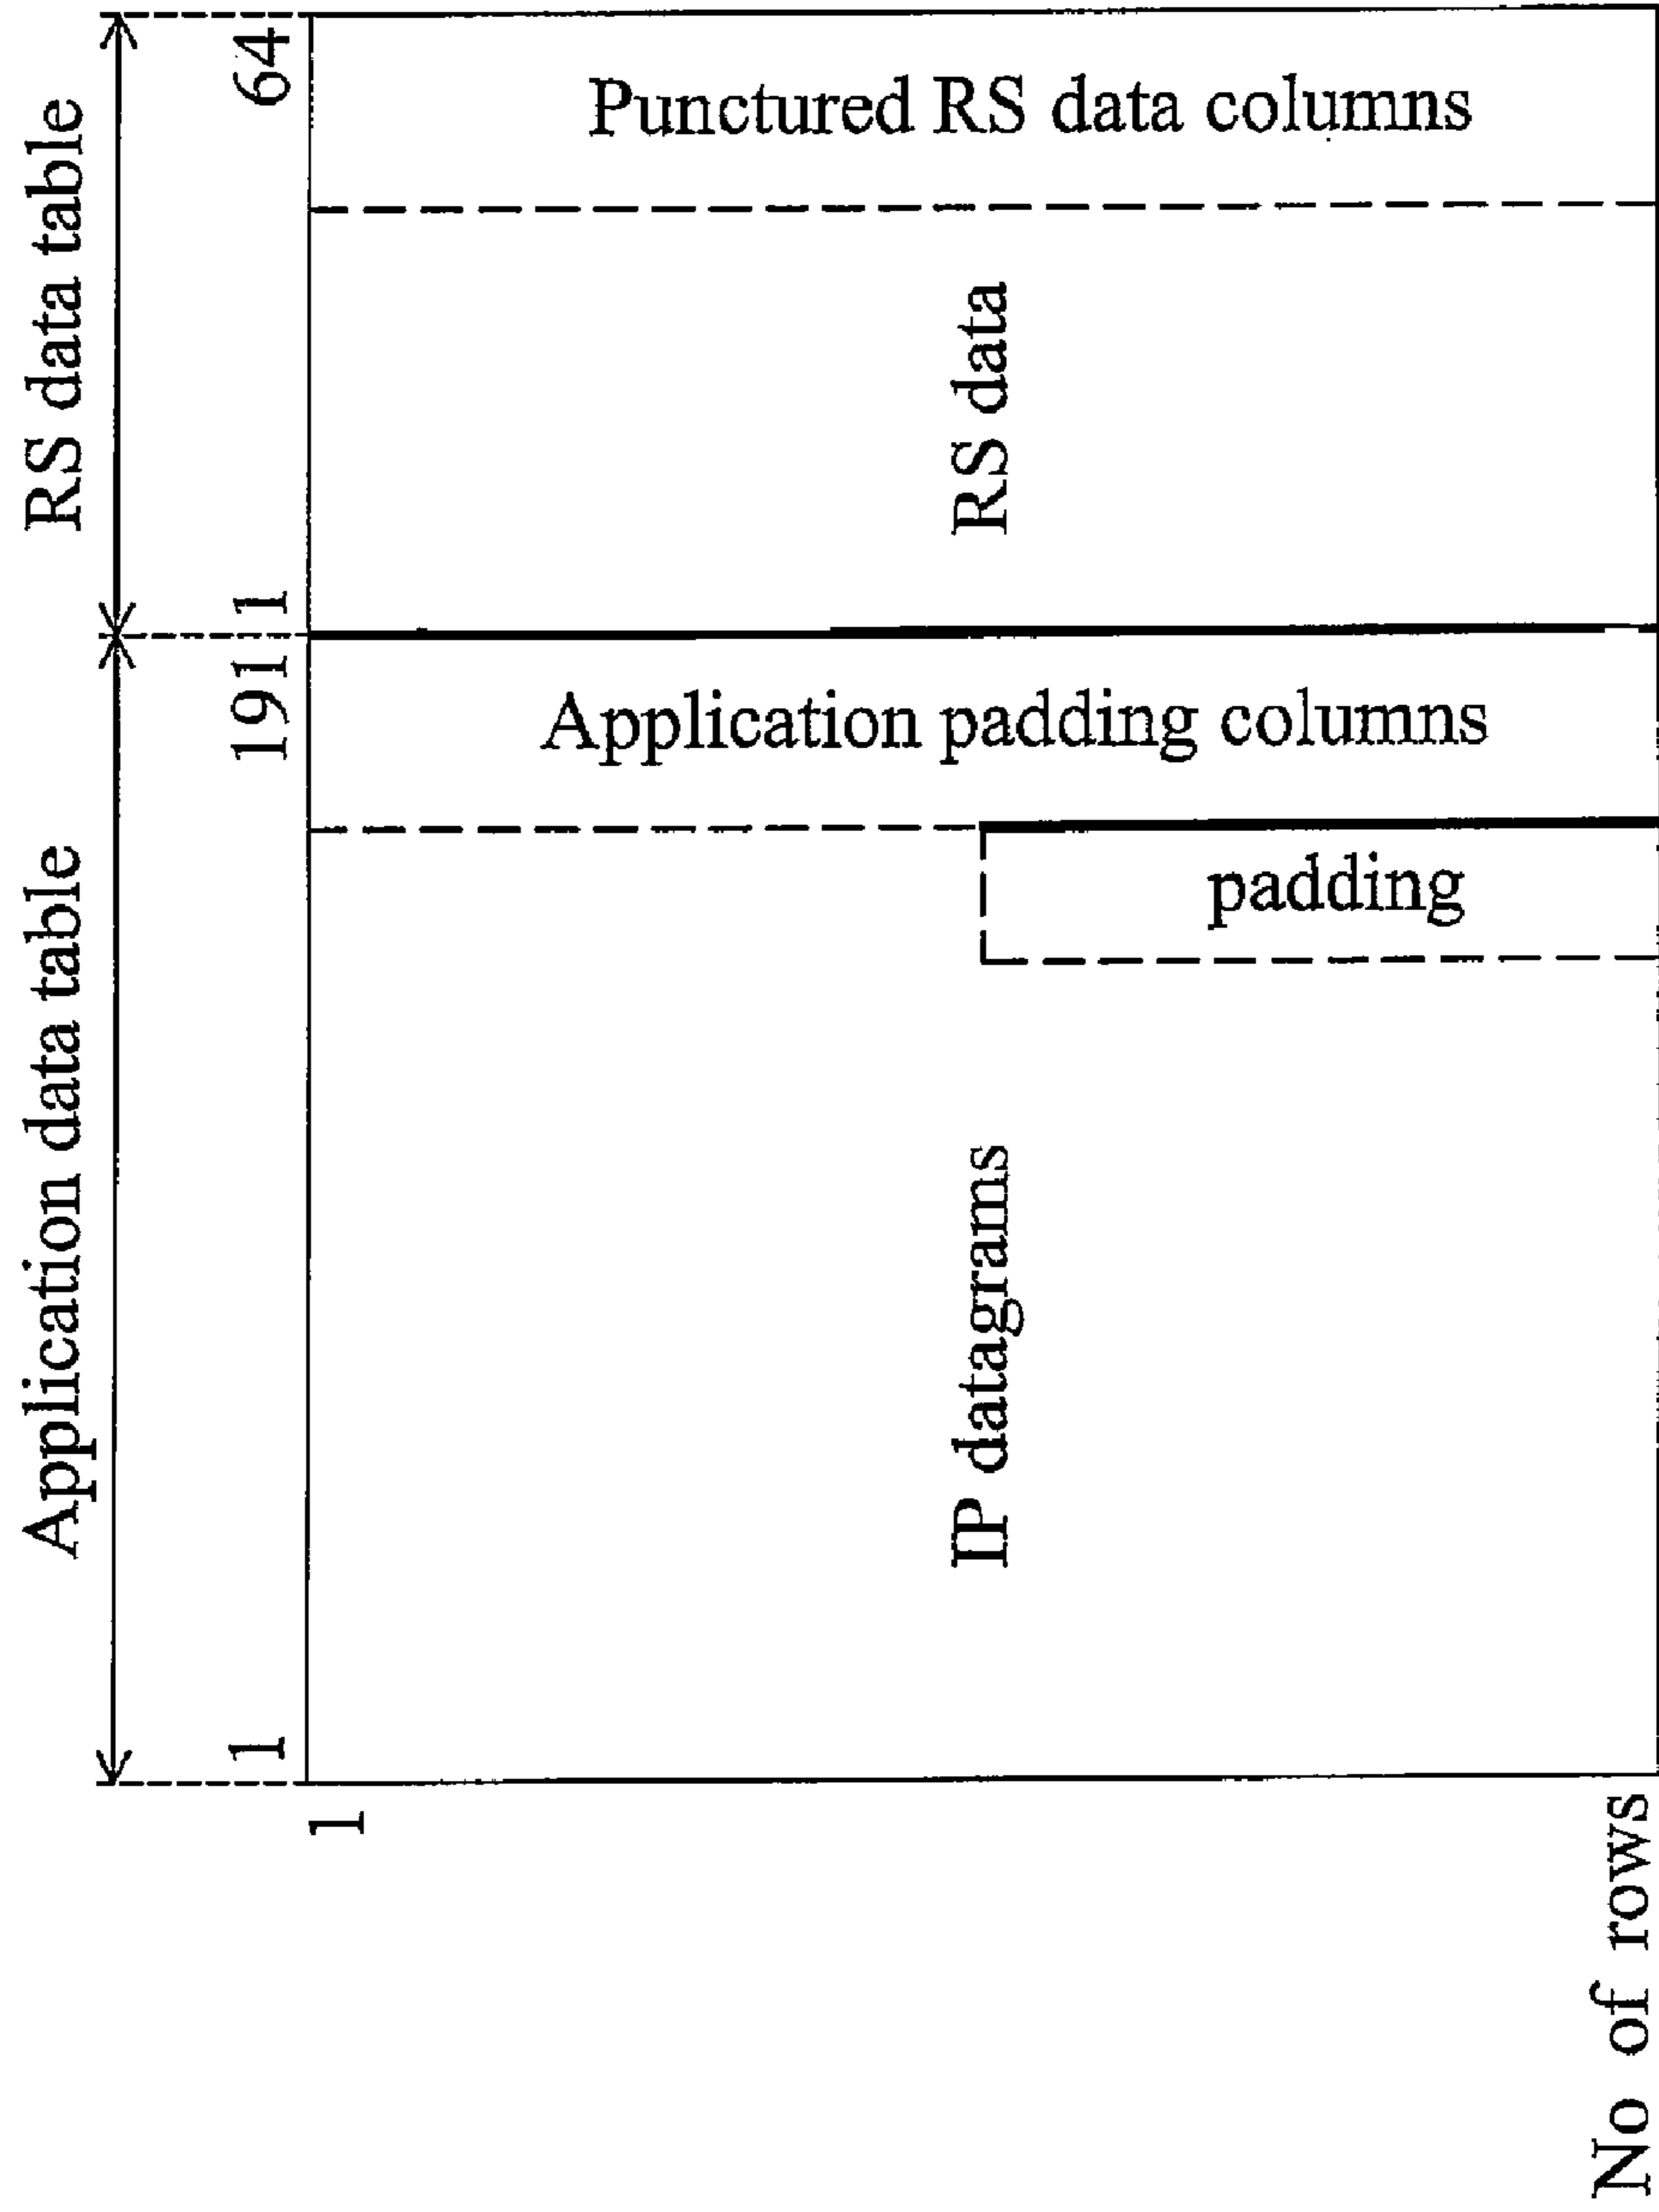 Application data table
RS data table
1
191
1
64
1
IP datagrams
padding
Application padding columns
RS data
Punctured RS data columns
No of rows